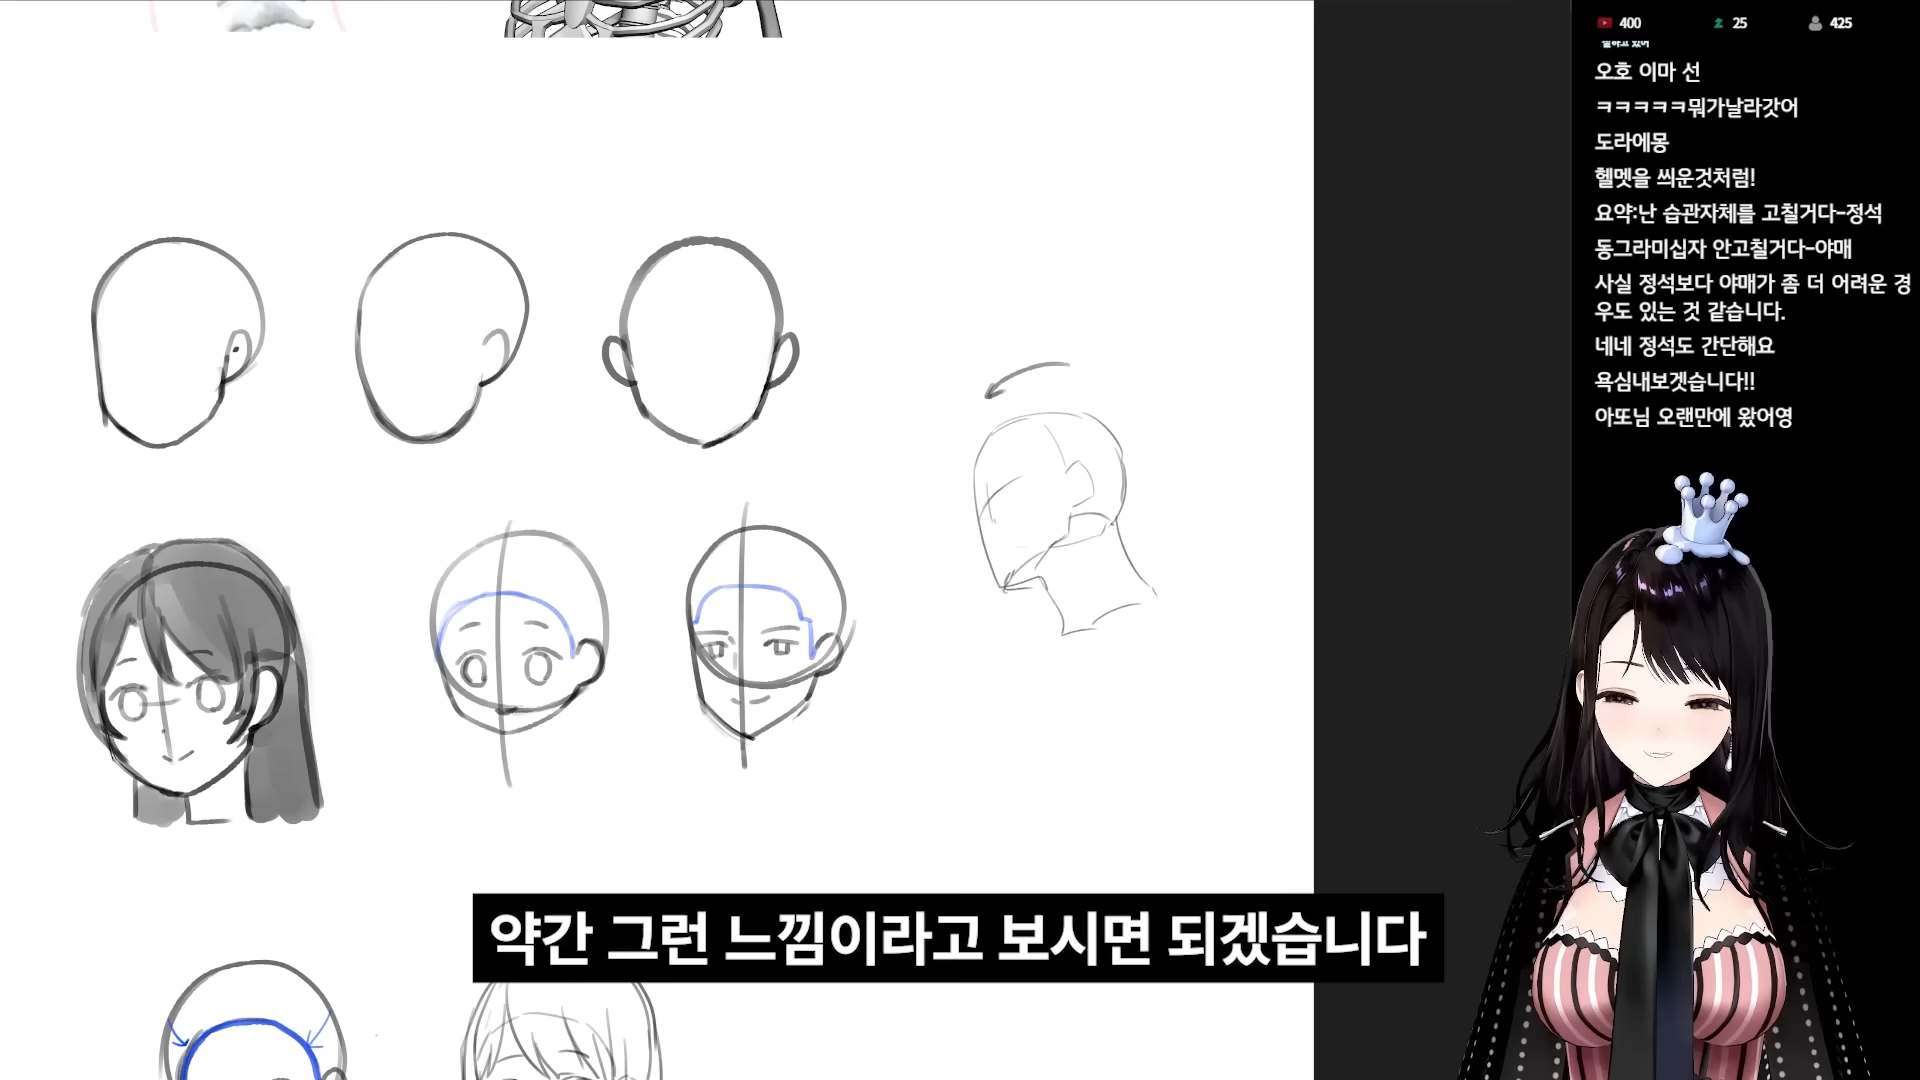 400 25 425
오호 이마 선
ㅋㅋㅋㅋㅋ뭐가날라갓어
도라에몽
헬멧을 씌운것처럼!
요약:난 습관자체를 고칠거다-정석
동그라미십자 안고칠거다-야매
사실 정석보다 야매가 좀 더 어려운 경
우도 있는 것 같습니다.
네네 정석도 간단해요
욕심내보겟습니다!!
아또님 오랜만에 왔어영
약간 그런 느낌이라고 보시면 되겠습니다